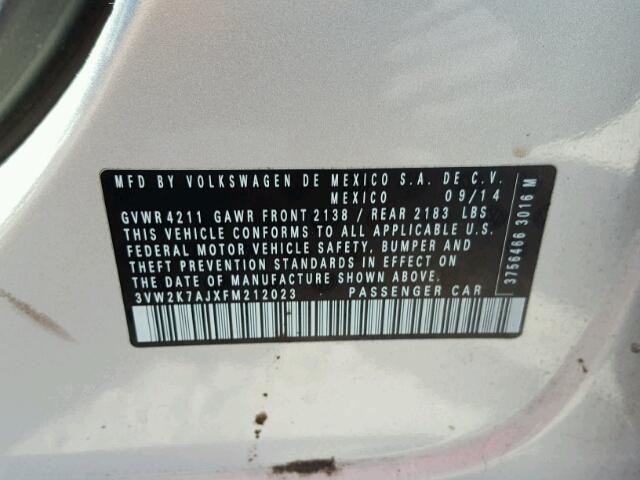 MFD BY VOLKSWAGEN DE MEXICO S.A. DE C.V.
MEXICO 09/14
GVWR 4211 GAWR FRONT 2138 / REAR 2183 LBS
THIS VEHICLE CONFORMS TO ALL APPLICABLE U.S.
FEDERAL MOTOR VEHICLE SAFETY, BUMPER AND
THEFT PREVENTION STANDARDS IN EFFECT ON
THE DATE OF MANUFACTURE SHOWN ABOVE.
3VW2K7AJXFM212023 PASSENGER CAR
3756466 3016 M